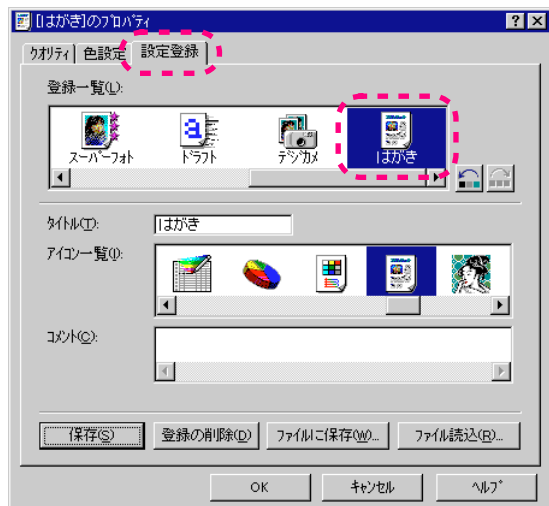 [はがき]のプロパティ
クオリティ 色設定 設定登録
登録一覧(L):
スーパーフォト ドラフト デジカメ はがき
タイトル(T): はがき
アイコン一覧(I):
コメント(C):
保存(S) 登録の削除(D) ファイルに保存(W)... ファイル読込(R)...
OK キャンセル ヘルプ